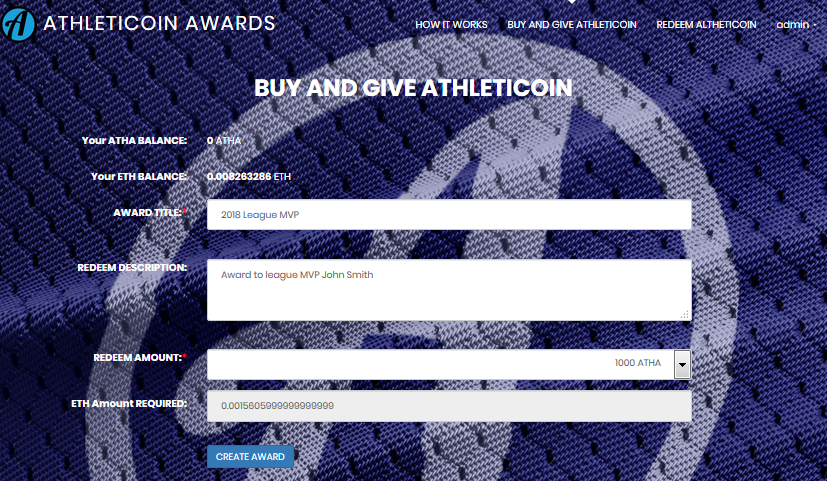 ATHLETICOIN AWARDS
HOW IT WORKS BUY AND GIVE ATHLETICOIN REDEEM ALTHETICOIN admin
BUY AND GIVE ATHLETICOIN
Your ATHA BALANCE: 0 ATHA
Your ETH BALANCE: 0.008263286 ETH
AWARD TITLE:* 2018 League MVP
REDEEM DESCRIPTION: Award to league MVP John Smith
REDEEM AMOUNT:* 1000 ATHA
ETH Amount REQUIRED: 0.0015605999999999999
CREATE AWARD